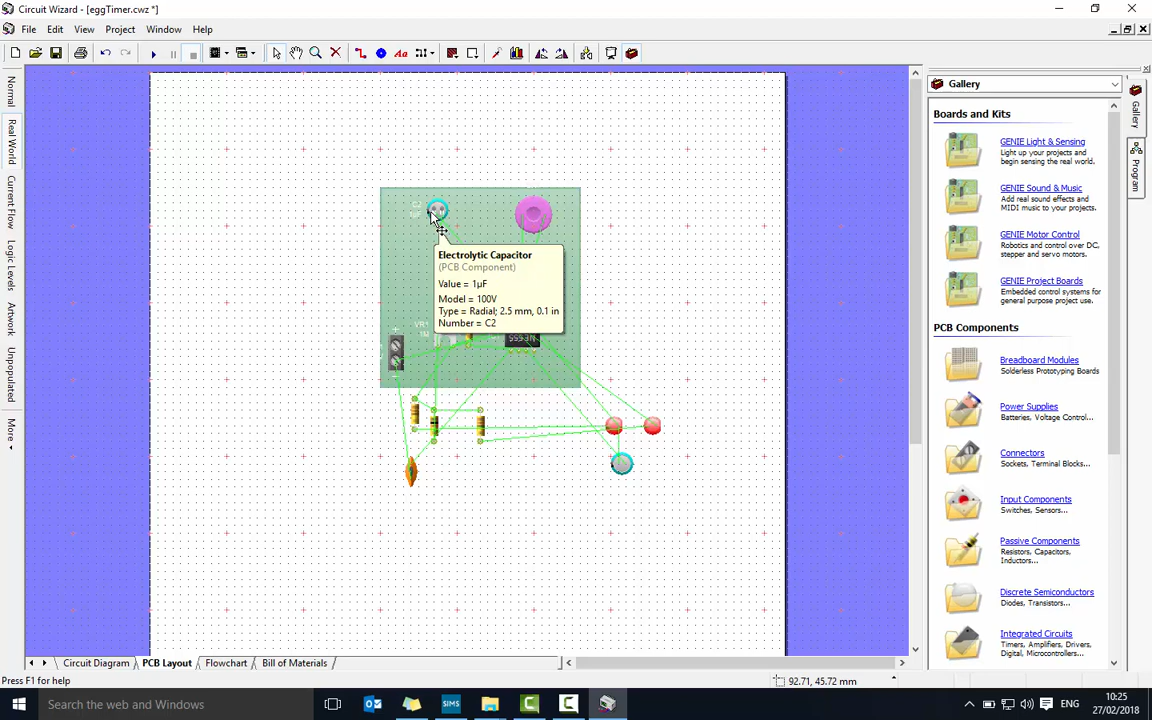 Circuit Wizard - [eggTimer.cwz *]
File Edit View Project Window Help
Aa
Normal
Real World
Current Flow
Logic Levels
Artwork
Unpopulated
More
C2
Electrolytic Capacitor
(PCB Component)
Value = 1µF
Model = 100V
Type = Radial; 2.5 mm, 0.1 in
Number = C2
VR1
1M
Gallery
Boards and Kits
GENIE Light & Sensing
Light up your projects and
begin sensing the real world.
GENIE Sound & Music
Add real sound effects and
MIDI music to your projects.
GENIE Motor Control
Robotics and control over DC,
stepper and servo motors.
GENIE Project Boards
Embedded control systems for
general purpose project use.
PCB Components
Breadboard Modules
Solderless Prototyping Boards
Power Supplies
Batteries, Voltage Control...
Connectors
Sockets, Terminal Blocks...
Input Components
Switches, Sensors...
Passive Components
Resistors, Capacitors,
Inductors...
Discrete Semiconductors
Diodes, Transistors...
Integrated Circuits
Timers, Amplifiers, Drivers,
Digital, Microcontrollers...
Gallery
Program
Circuit Diagram PCB Layout Flowchart Bill of Materials
Press F1 for help
92.71, 45.72 mm
Search the web and Windows
SIMS
ENG
10:25
27/02/2018